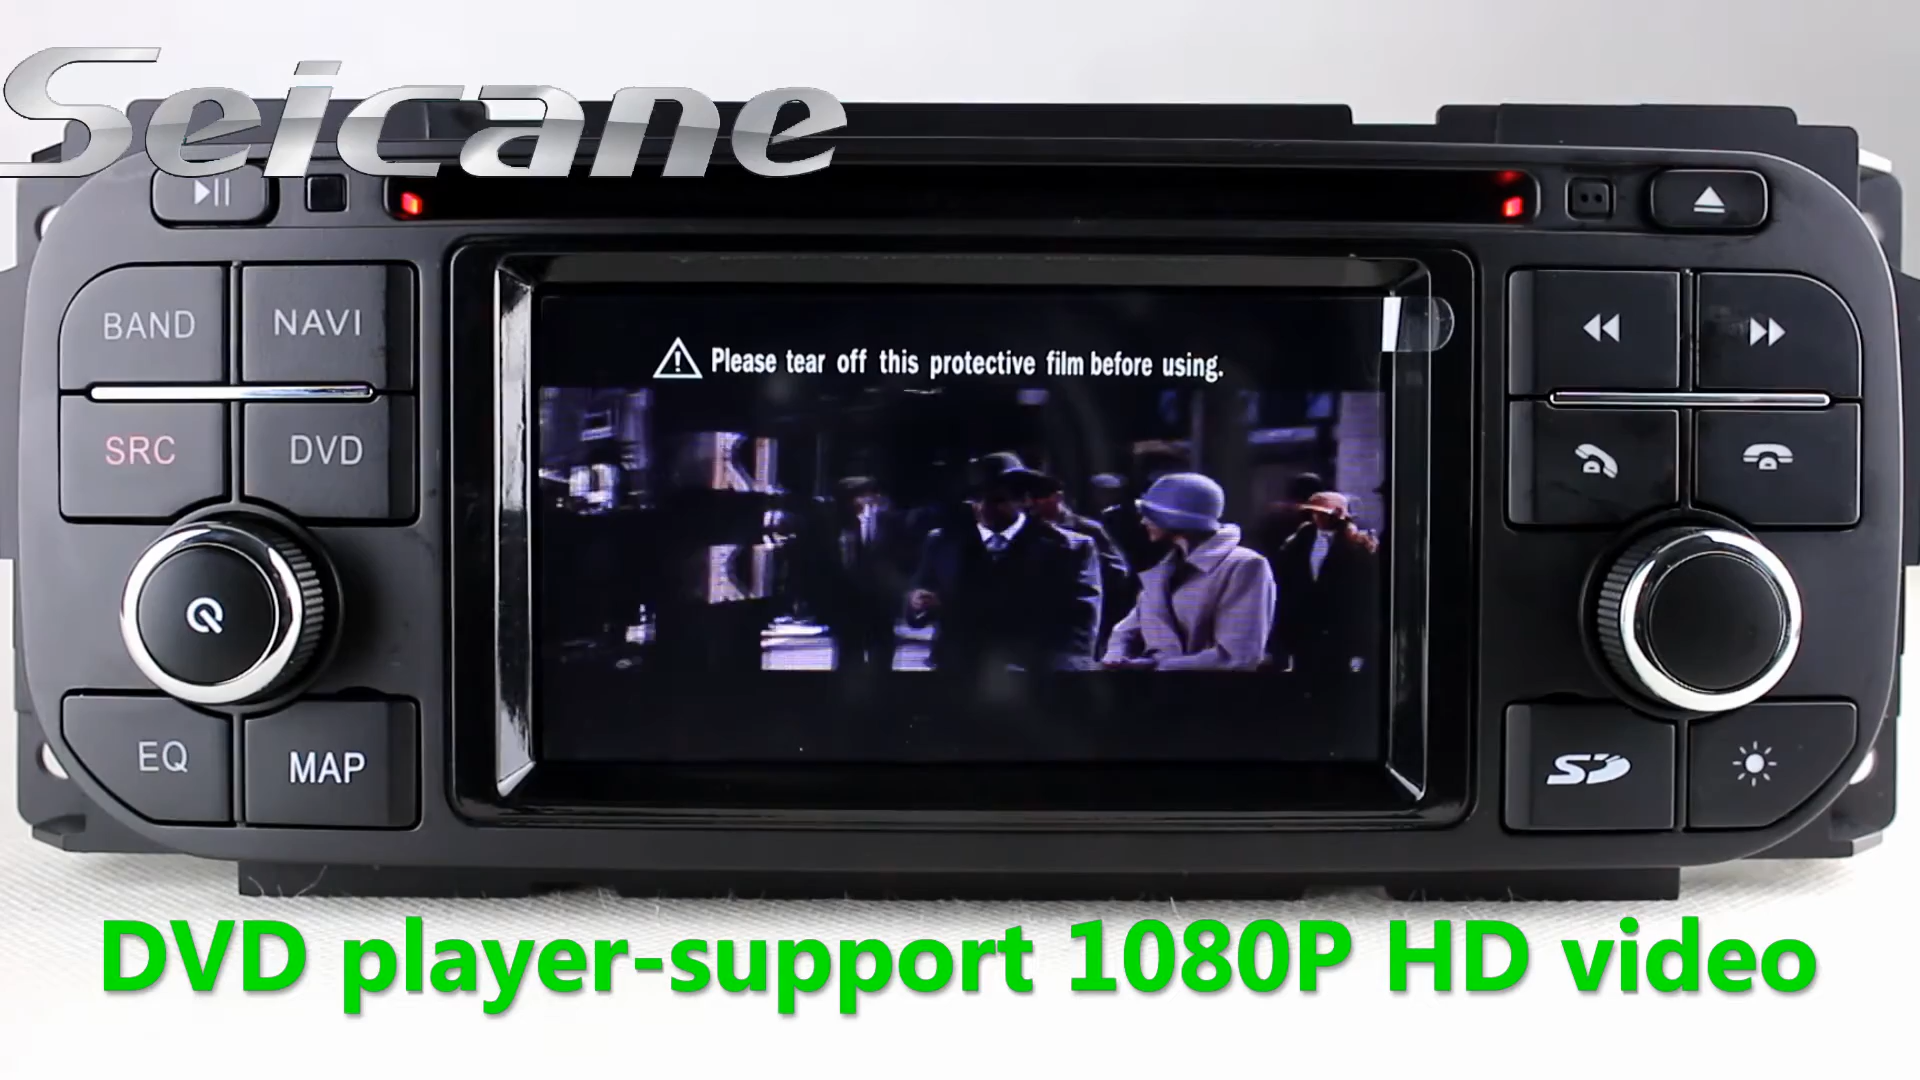 Seicane
BAND
NAVI
Please tear off this protective film before using.
SRC
DVD
EQ
MAP
SD
DVD player-support 1080P HD video